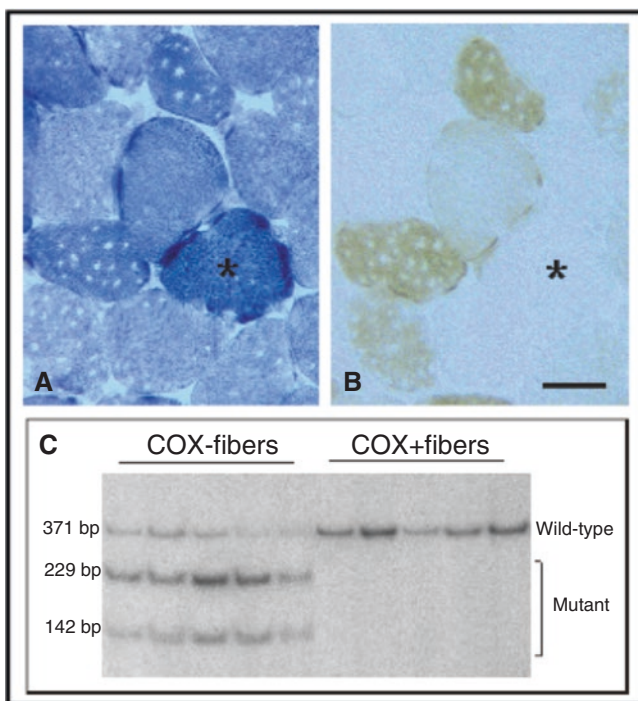 *
*
A
B
C
COX-fibers COX+fibers
371 bp
Wild-type
229 bp
Mutant
142 bp